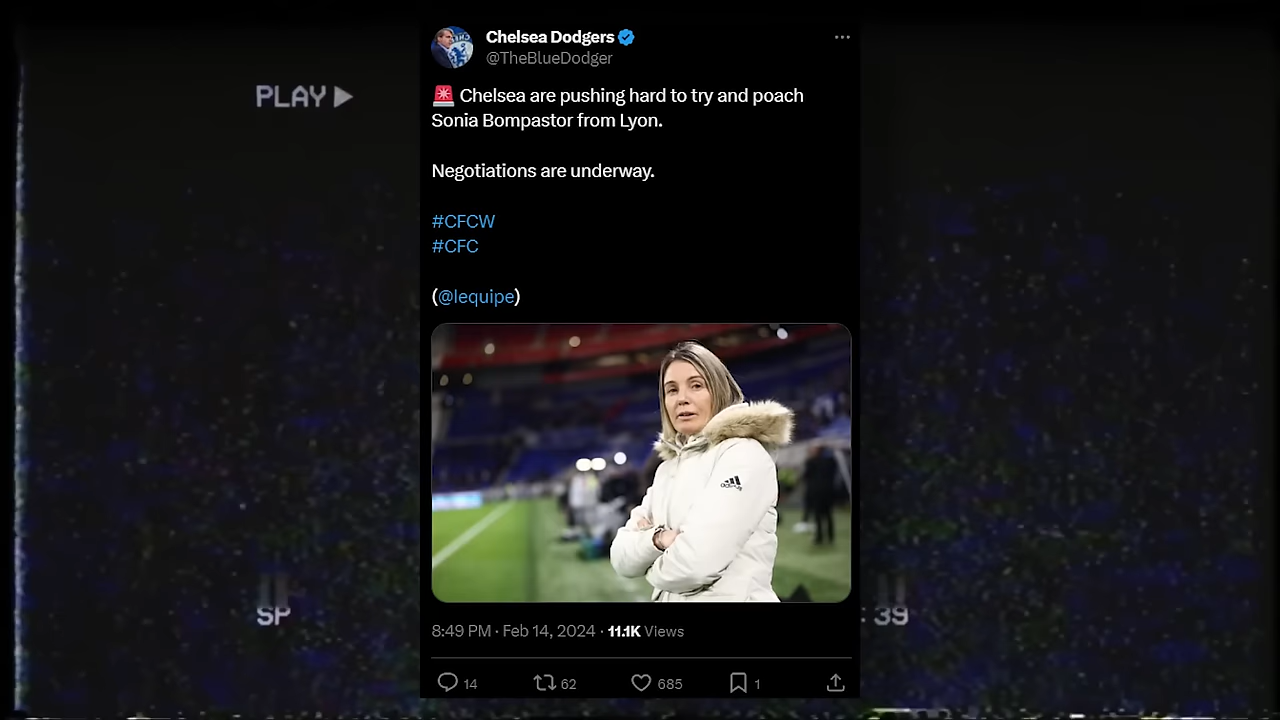 PLAY
Chelsea Dodgers
@TheBlueDodger
Chelsea are pushing hard to try and poach
Sonia Bompastor from Lyon.
Negotiations are underway.
#CFCW
#CFC
(@lequipe)
adidas
8:49 PM · Feb 14, 2024 · 11.1K Views
14 62 685 1
SP
: 39